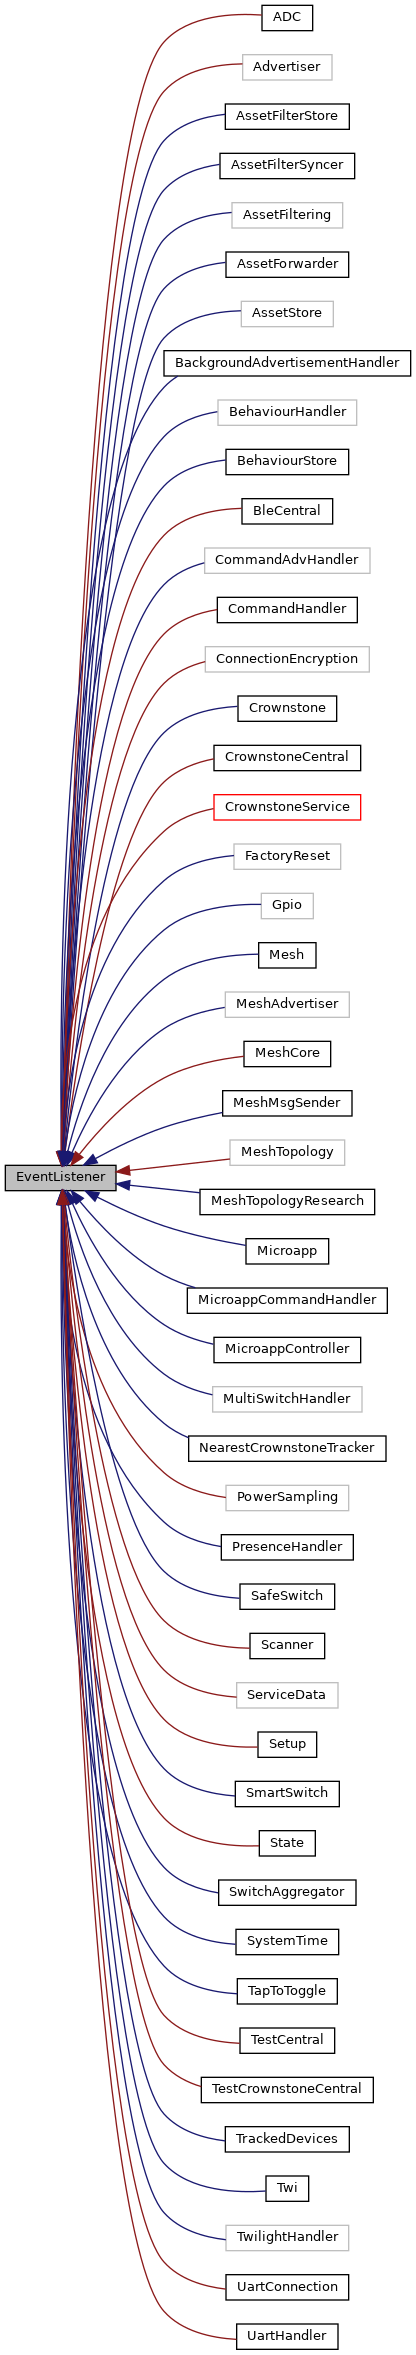 ADC
Advertiser
AssetFilterStore
AssetFilterSyncer
AssetFiltering
AssetForwarder
AssetStore
BackgroundAdvertisementHandler
BehaviourHandler
BehaviourStore
BleCentral
CommandAdvHandler
CommandHandler
ConnectionEncryption
Crownstone
CrownstoneCentral
CrownstoneService
FactoryReset
Gpio
Mesh
MeshAdvertiser
MeshCore
MeshMsgSender
MeshTopology
EventListener
MeshTopologyResearch
Microapp
MicroappCommandHandler
MicroappController
MultiSwitchHandler
NearestCrownstoneTracker
PowerSampling
PresenceHandler
SafeSwitch
Scanner
ServiceData
Setup
SmartSwitch
State
SwitchAggregator
SystemTime
TapToToggle
TestCentral
TestCrownstoneCentral
TrackedDevices
Twi
TwilightHandler
UartConnection
UartHandler